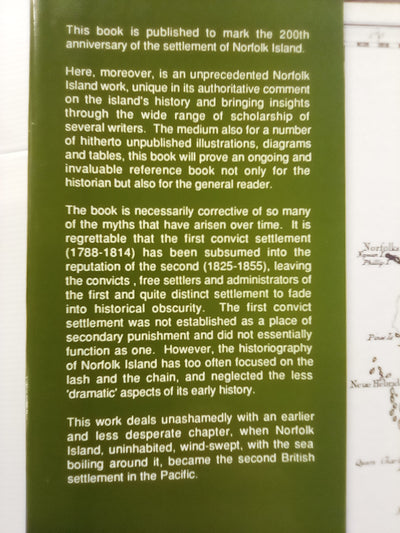 This book is published to mark the 200th
anniversary of the settlement of Norfolk Island.
Here, moreover, is an unprecedented Norfolk
Island work, unique in its authoritative comment
on the island's history and bringing insights
through the wide range of scholarship of
several writers. The medium also for a number
of hitherto unpublished illustrations, diagrams
and tables, this book will prove an ongoing and
invaluable reference book not only for the
historian but also for the general reader.
The book is necessarily corrective of so many
of the myths that have arisen over time. It is
regrettable that the first convict settlement
(1788-1814) has been subsumed into the
reputation of the second (1825-1855), leaving
the convicts , free settlers and administrators of
the first and quite distinct settlement to fade
into historical obscurity. The first convict
settlement was not established as a place of
secondary punishment and did not essentially
function as one. However, the historiography
of Norfolk Island has too often focused on the
lash and the chain, and neglected the less
'dramatic' aspects of its early history.
This work deals unashamedly with an earlier
and less desperate chapter, when Norfolk
Island, uninhabited, wind-swept, with the sea
boiling around it, became the second British
settlement in the Pacific.
Norfolk
Phillip I.
New Hebrid